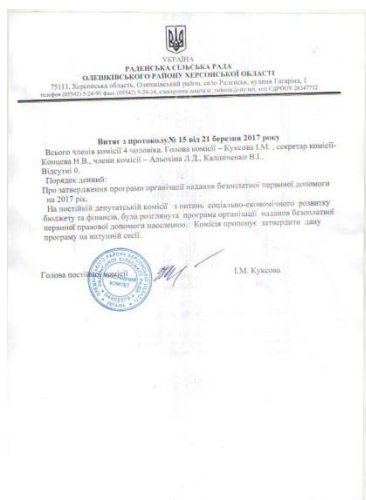 УКРАЇНА
РАДЕНСЬКА СІЛЬСЬКА РАДА
ОЛЕШКІВСЬКОГО РАЙОНУ ХЕРСОНСЬКОЇ ОБЛАСТІ
75113, Херсонська область, Олешківський район, село Раденськ, вулиця Гагаріна, 1
Витяг з протоколу№ 15 від 21 березня 2017 року
Всього членів комісії 4 чоловіка. Голова комісії – Куксова І.М. , секретар комісії-
Концева Н.В., члени комісії – Альохіна Л.Д., Калініченко В.І..
Відсутні 0.
Порядок денний:
Про затвердження програми організації надання безоплатної первиної допомоги
на 2017 рік.
На постійній депутатській комісії з питань соціально-економічного розвитку
бюджету та фінансів, була розглянута програма організації надання безоплатної
первиної правової допомоги населенню. Комісія пропонує затвердити дану
програму на наступній сесії.
Голова постійної комісії І.М. Куксова